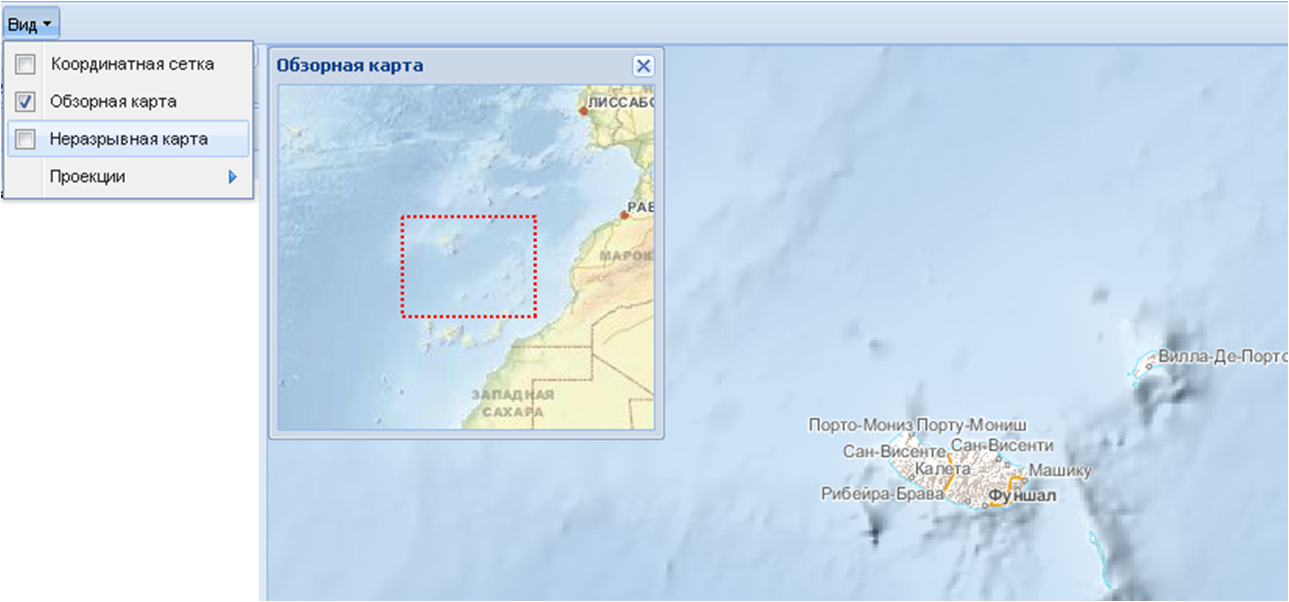 Вид
Координатная сетка
Обзорная карта
Неразрывная карта
Проекции
Обзорная карта
ЛИССАБО
РАБ
МАРОК
ЗАПАДНАЯ
САХАРА
Вилла-Де-Порто
Порто-Мониз Порту-Мониш
Сан-Висенте Сан-Висенти
Калета
Машику
Рибейра-Брава
Фуншал